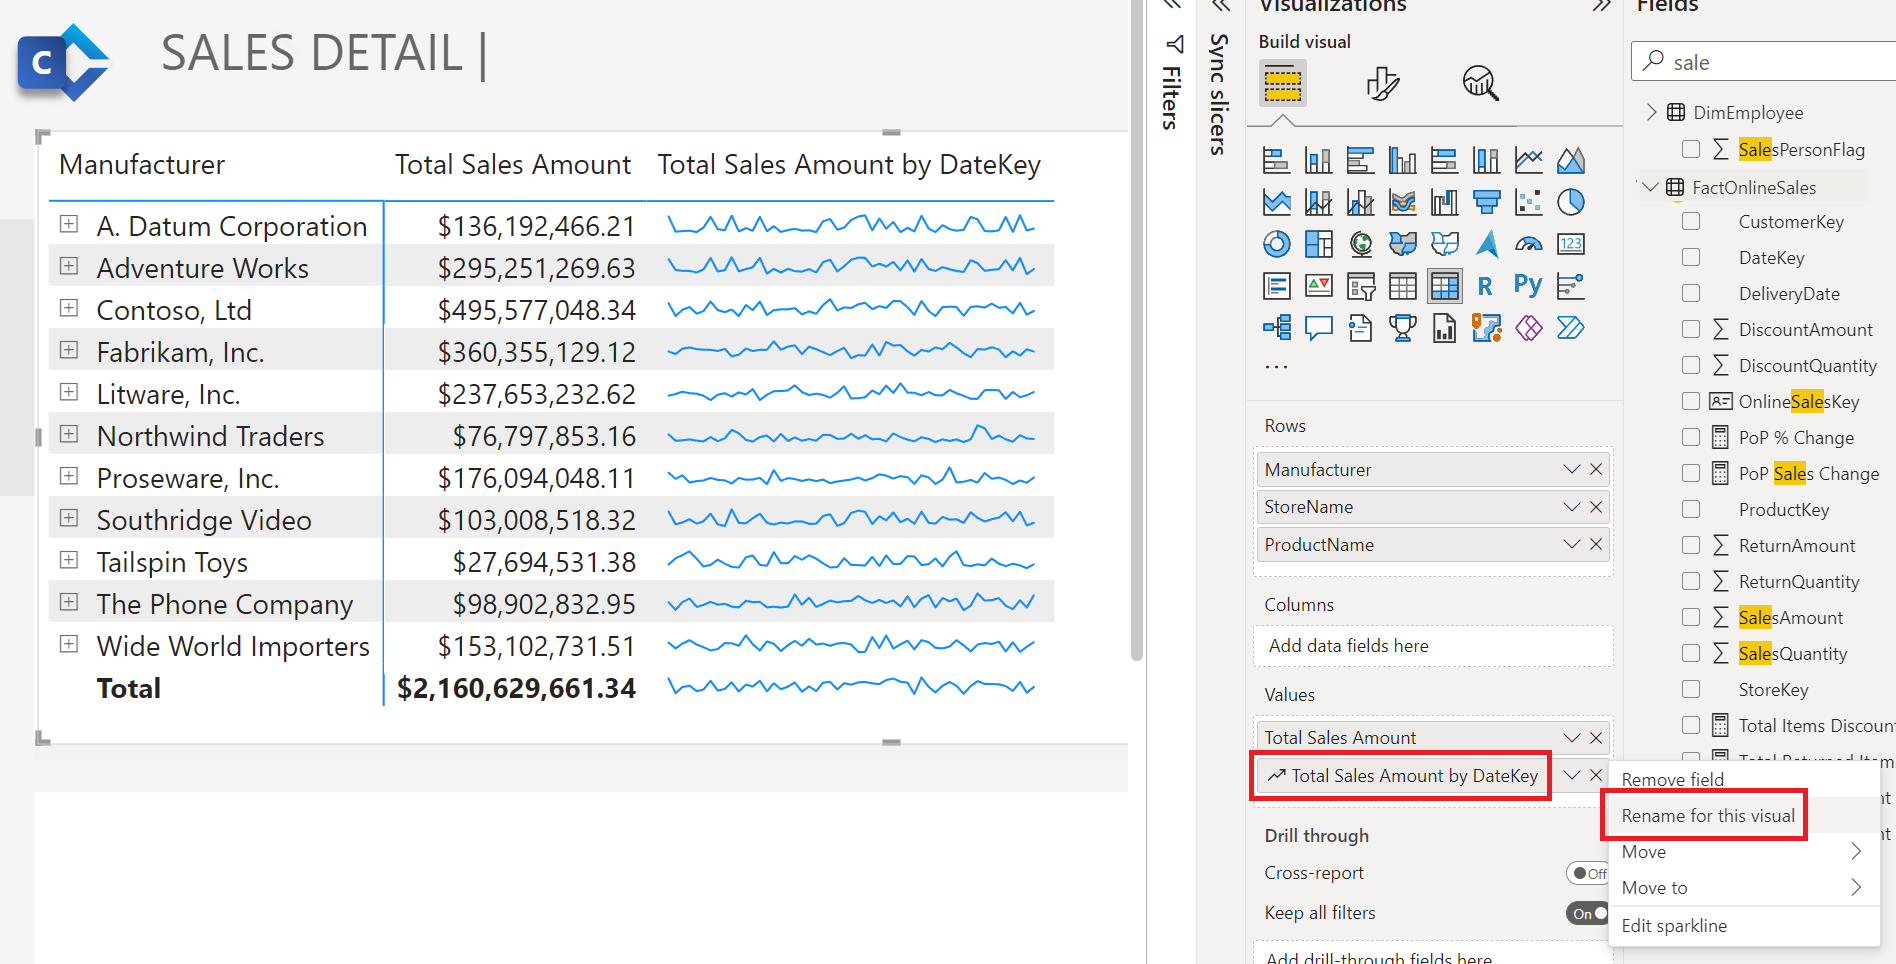 C
SALES DETAIL |
Manufacturer Total Sales Amount Total Sales Amount by DateKey
A. Datum Corporation $136,192,466.21
Adventure Works $295,251,269.63
Contoso, Ltd $495,577,048.34
Fabrikam, Inc. $360,355,129.12
Litware, Inc. $237,653,232.62
Northwind Traders $76,797,853.16
Proseware, Inc. $176,094,048.11
Southridge Video $103,008,518.32
Tailspin Toys $27,694,531.38
The Phone Company $98,902,832.95
Wide World Importers $153,102,731.51
Total $2,160,629,661.34
Filters
Sync slicers
Visualizations
Build visual
123
R Py
...
Rows
Manufacturer
StoreName
ProductName
Columns
Add data fields here
Values
Total Sales Amount
Total Sales Amount by DateKey
Drill through
Cross-report Off
Keep all filters On
Add drill-through fields here
Remove field
Rename for this visual
Move
Move to
Edit sparkline
Fields
sale
DimEmployee
SalesPersonFlag
FactOnlineSales
CustomerKey
DateKey
DeliveryDate
DiscountAmount
DiscountQuantity
OnlineSalesKey
PoP % Change
PoP Sales Change
ProductKey
ReturnAmount
ReturnQuantity
SalesAmount
SalesQuantity
StoreKey
Total Items Discoun
Total Returned Item
nt
nt